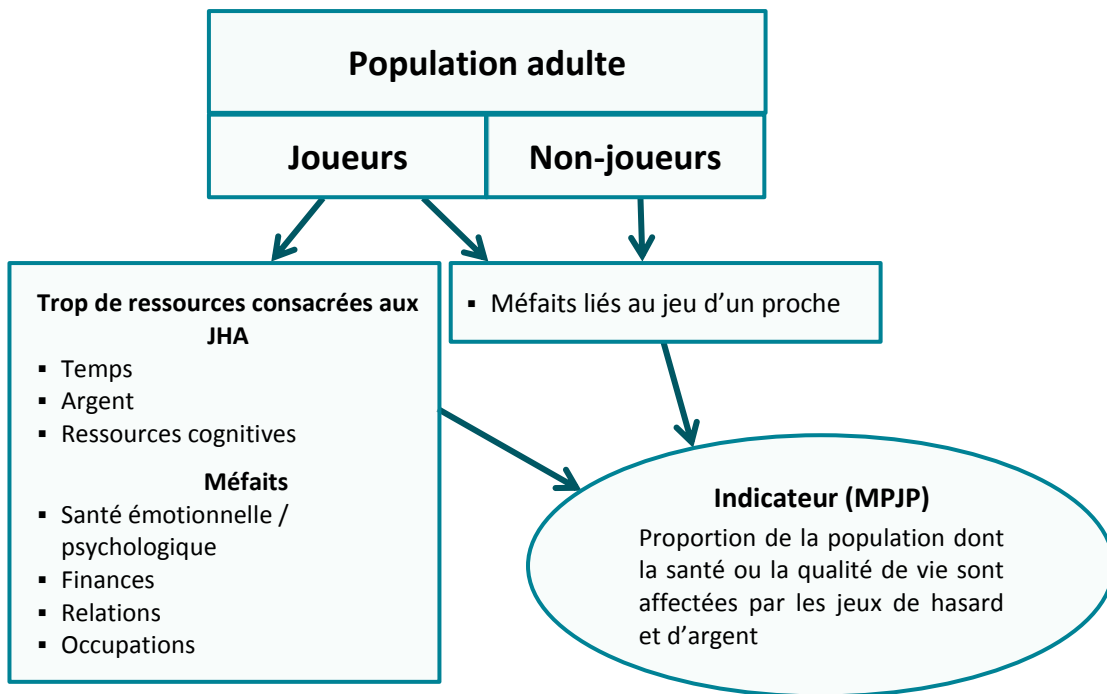 Population adulte
Joueurs
Non-joueurs
Trop de ressources consacrées aux
JHA
▪ Temps
▪ Argent
▪ Ressources cognitives
Méfaits
▪ Santé émotionnelle /
psychologique
▪ Finances
▪ Relations
▪ Occupations
▪ Méfaits liés au jeu d’un proche
Indicateur (MPJP)
Proportion de la population dont
la santé ou la qualité de vie sont
affectées par les jeux de hasard
et d’argent